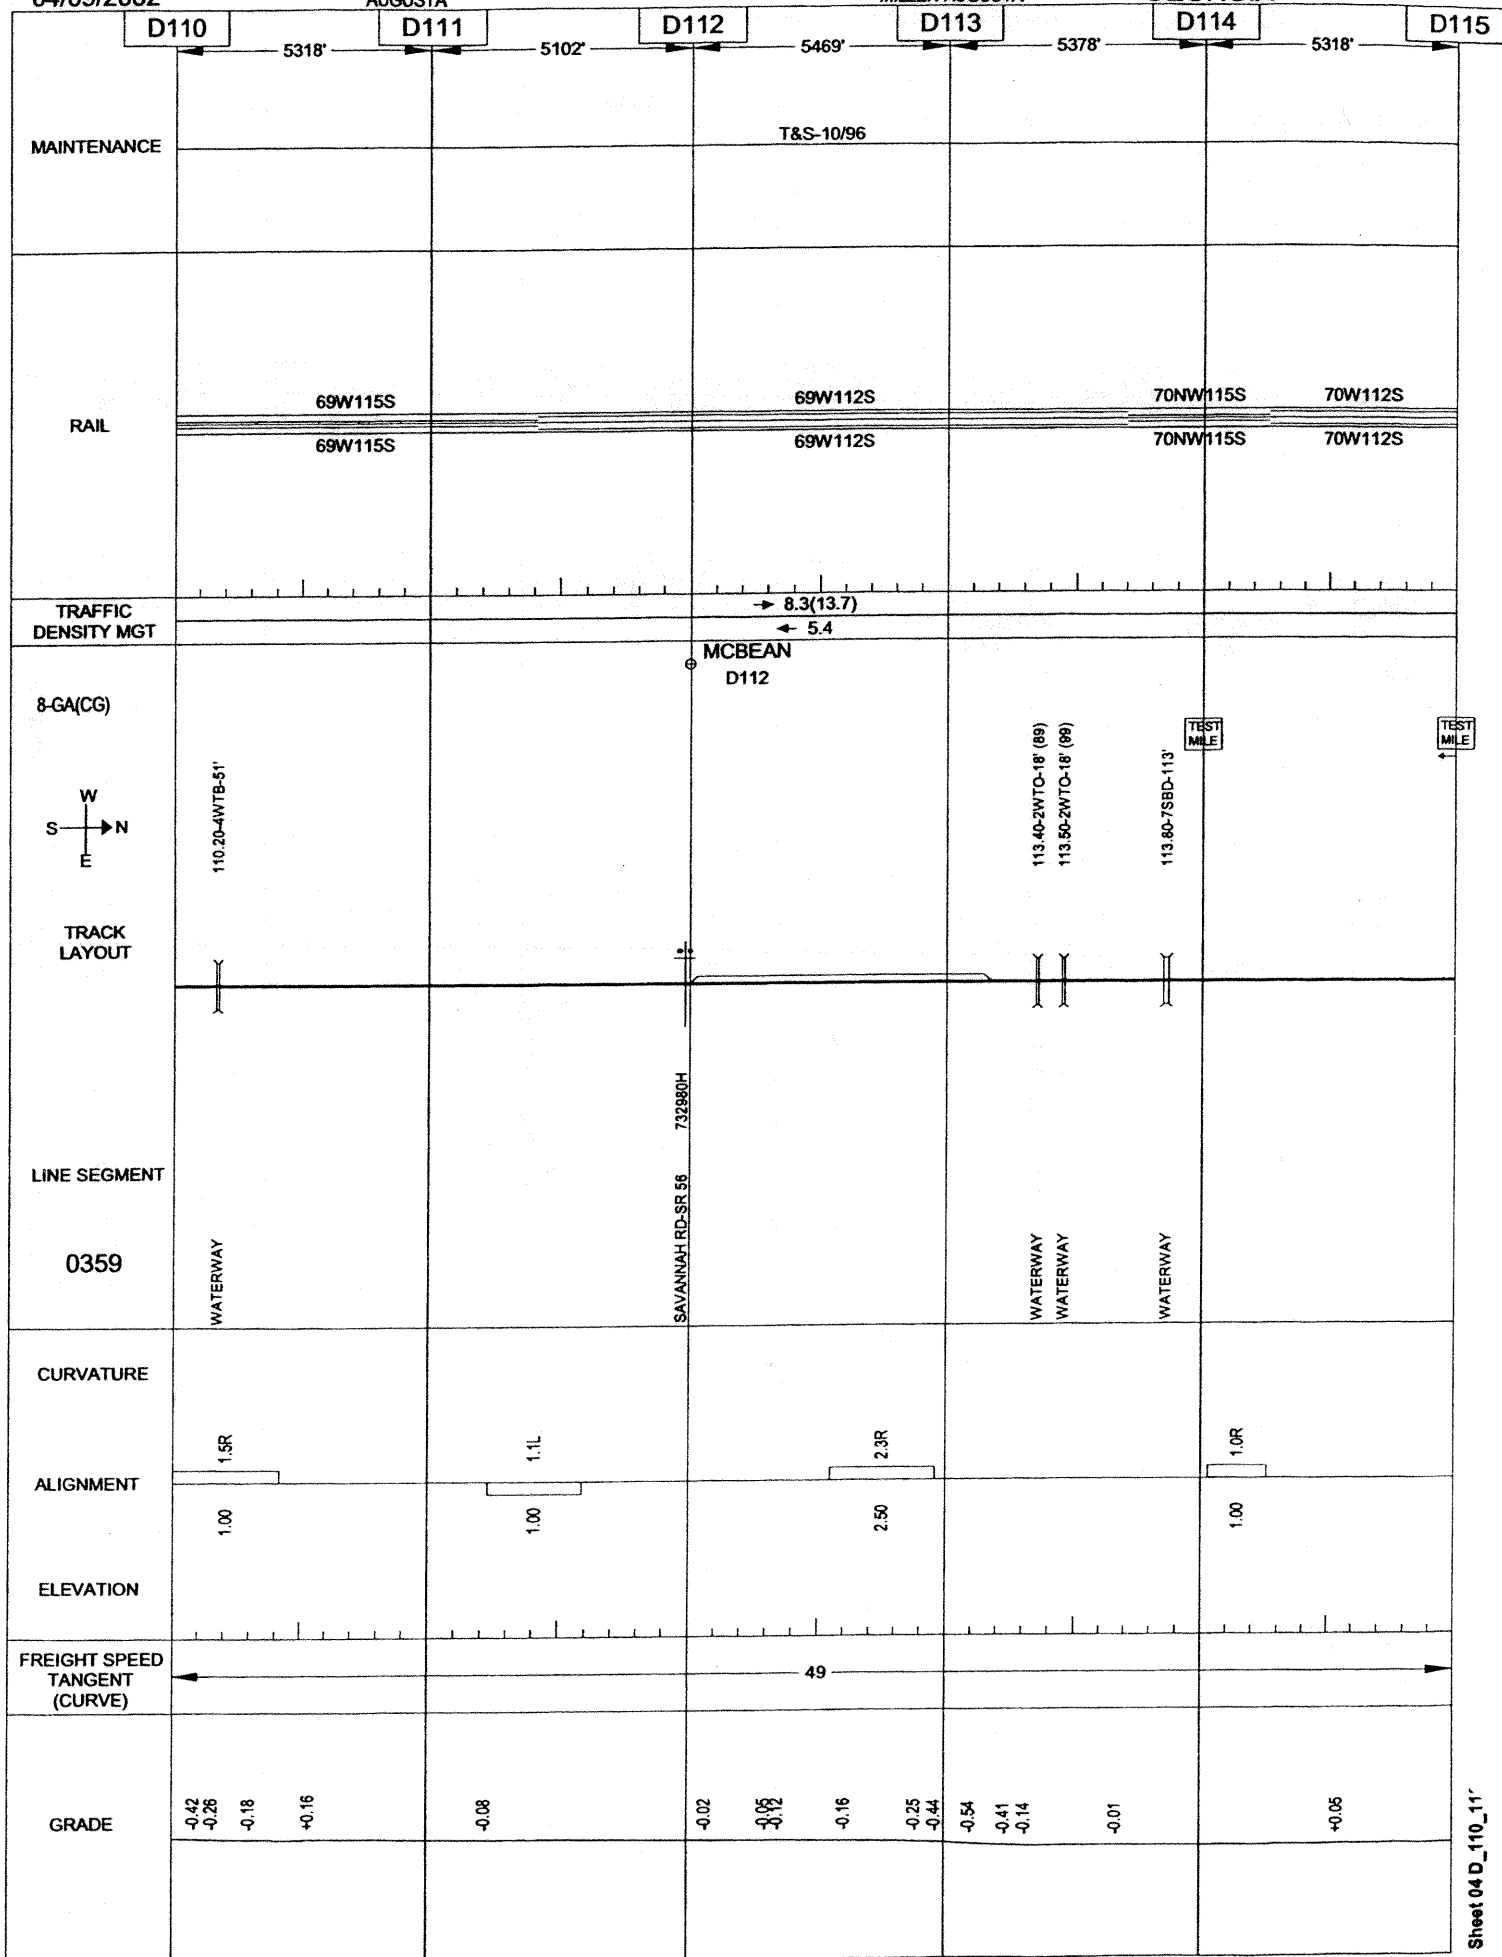 D110 D111 D112 D113 D114 D115
5318' 5102' 5469' 5378' 5318'
MAINTENANCE
T&S-10/96
69W115S 69W112S 70NW115S 70W112S
RAIL
69W115S 69W112S 70NW115S 70W112S
TRAFFIC
DENSITY MGT
→ 8.3(13.7)
← 5.4
MCBEAN
D112
8-GA(CG)
TEST
MILE
TEST
MILE
←
W
S N
E
110.20-4WTB-51'
113.40-2WTO-18' (89)
113.50-2WTO-18' (99)
113.80-7SBD-113'
TRACK
LAYOUT
LINE SEGMENT
0359
WATERWAY
SAVANNAH RD-SR 56 732980H
WATERWAY
WATERWAY
WATERWAY
CURVATURE
1.5R 1.1L 2.3R 1.0R
ALIGNMENT
1.00 1.00 2.50 1.00
ELEVATION
FREIGHT SPEED
TANGENT
(CURVE)
49
GRADE
-0.42
-0.26
-0.18
+0.16
-0.08
-0.02
-0.12
-0.16
-0.25
-0.44
-0.54
-0.41
-0.14
-0.01
+0.05
Sheet 04 D_110_11